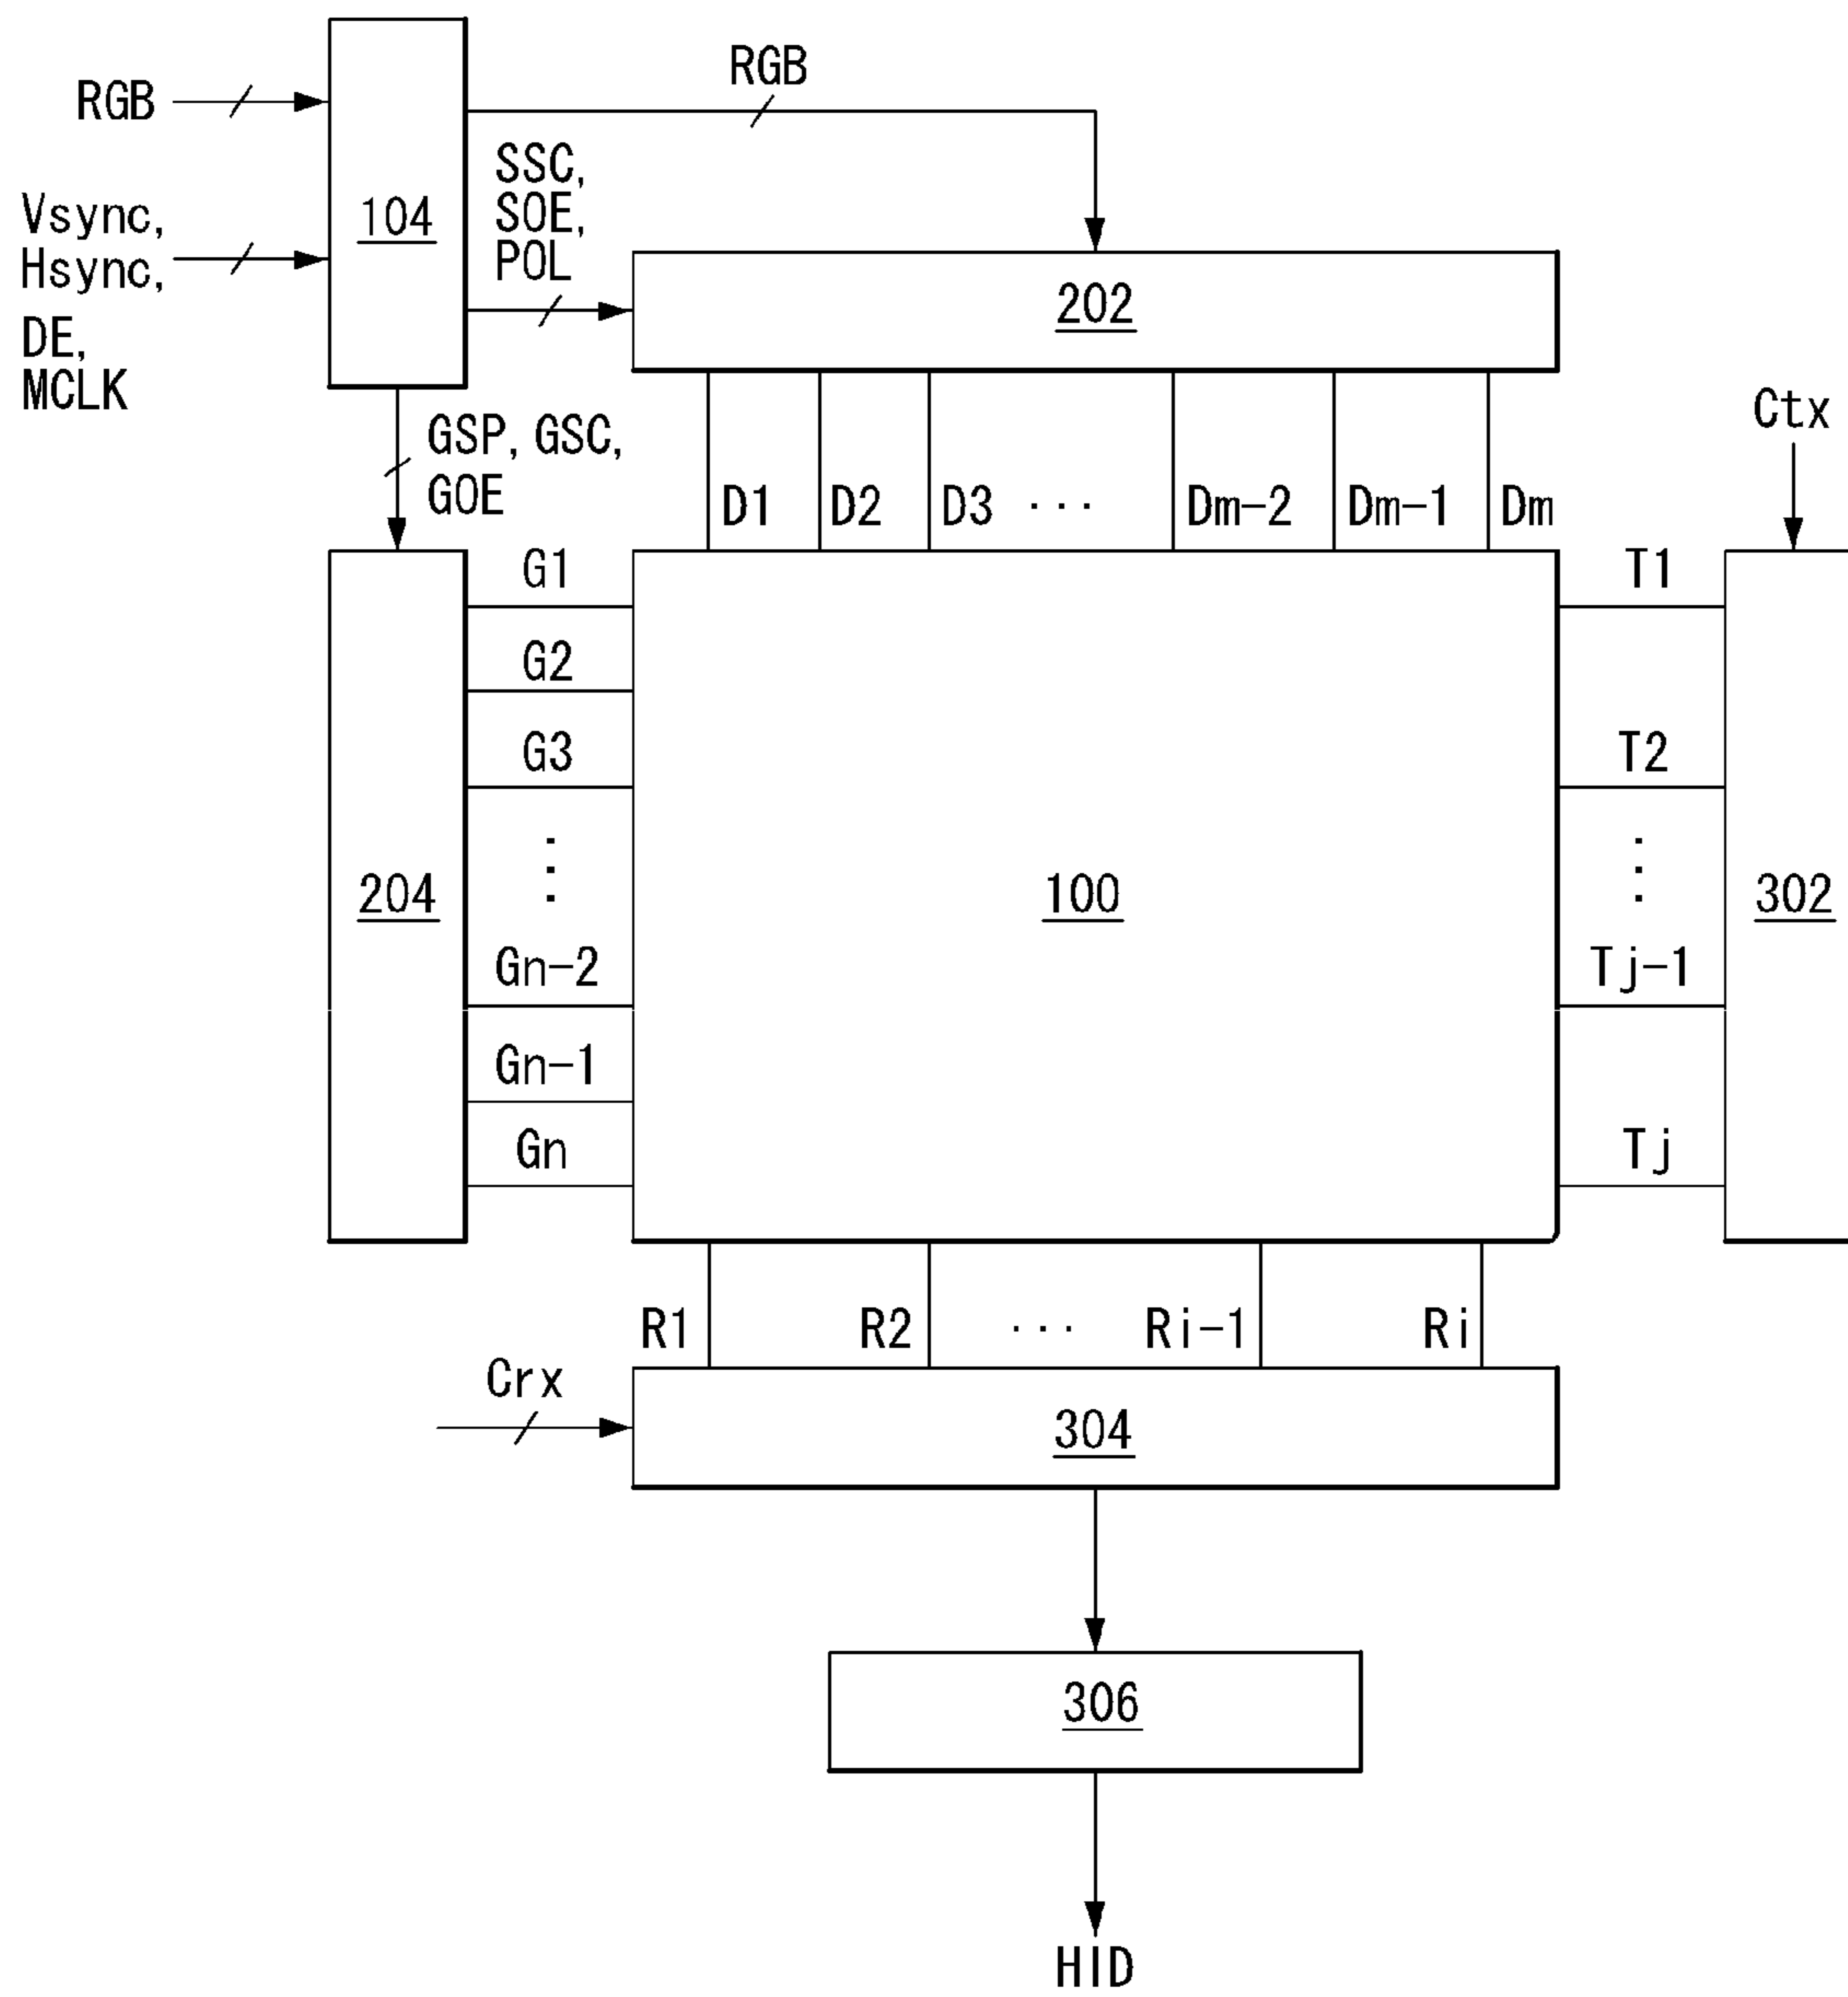 RGB
RGB
Vsync,
Hsync,
DE,
MCLK
104
SSC,
SOE,
POL
202
GSP, GSC,
GOE
D1 D2 D3 ··· Dm-2 Dm-1 Dm
Ctx
G1
G2
G3
⋮
Gn-2
Gn-1
Gn
204
100
T1
T2
⋮
Tj-1
Tj
302
R1 R2 ··· Ri-1 Ri
Crx
304
306
HID